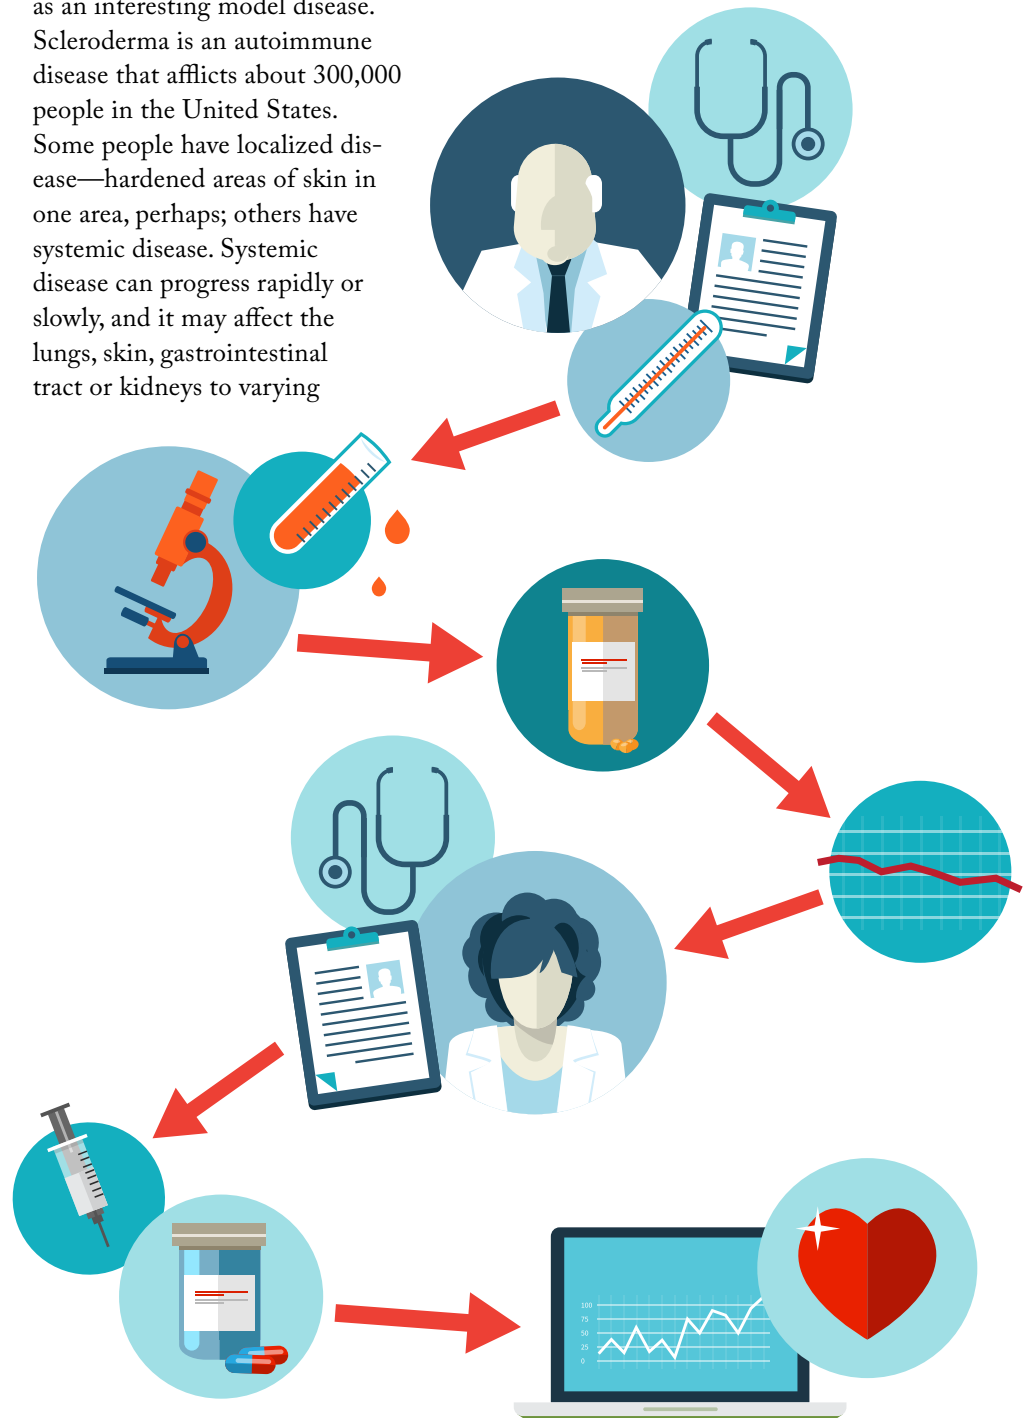 as an interesting model disease.
Scleroderma is an autoimmune
disease that afflicts about 300,000
people in the United States.
Some people have localized dis-
ease—hardened areas of skin in
one area, perhaps; others have
systemic disease. Systemic
disease can progress rapidly or
slowly, and it may affect the
lungs, skin, gastrointestinal
tract or kidneys to varying
100
75
50
25
0